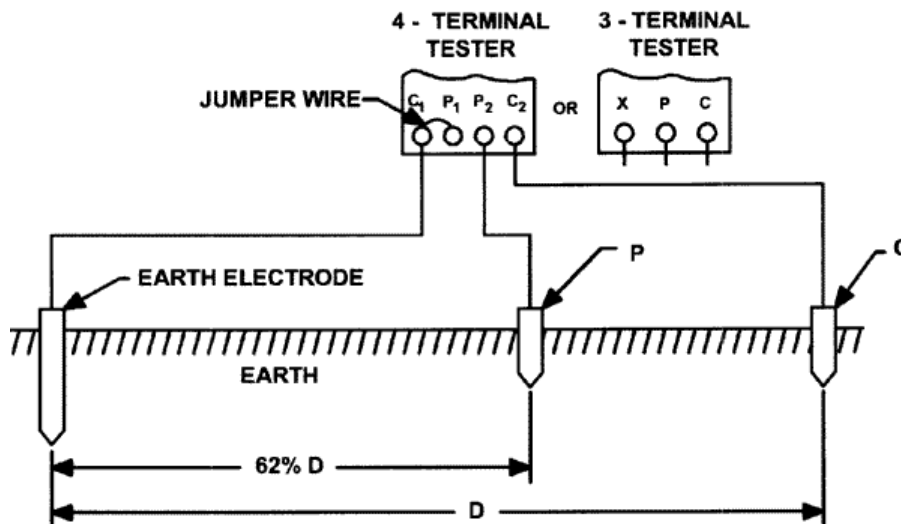 4 - TERMINAL
TESTER
3 - TERMINAL
TESTER
JUMPER WIRE
C1 P1 P2 C2
OR
X P C
EARTH ELECTRODE
P
C
EARTH
62% D
D